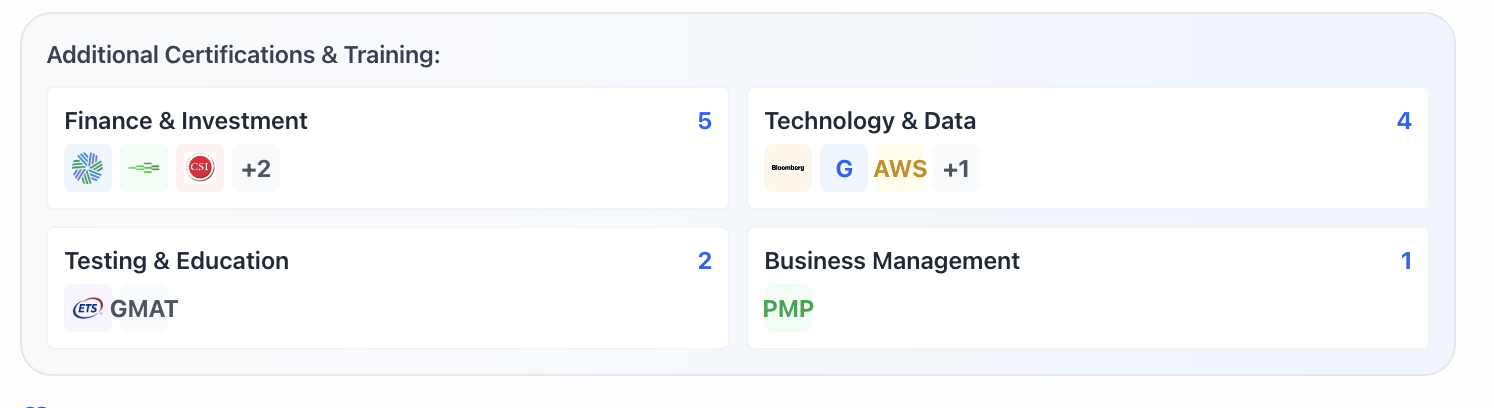 Additional Certifications & Training:
Finance & Investment 5
CSI +2
Technology & Data 4
Bloomberg G AWS +1
Testing & Education 2
ETS GMAT
Business Management 1
PMP